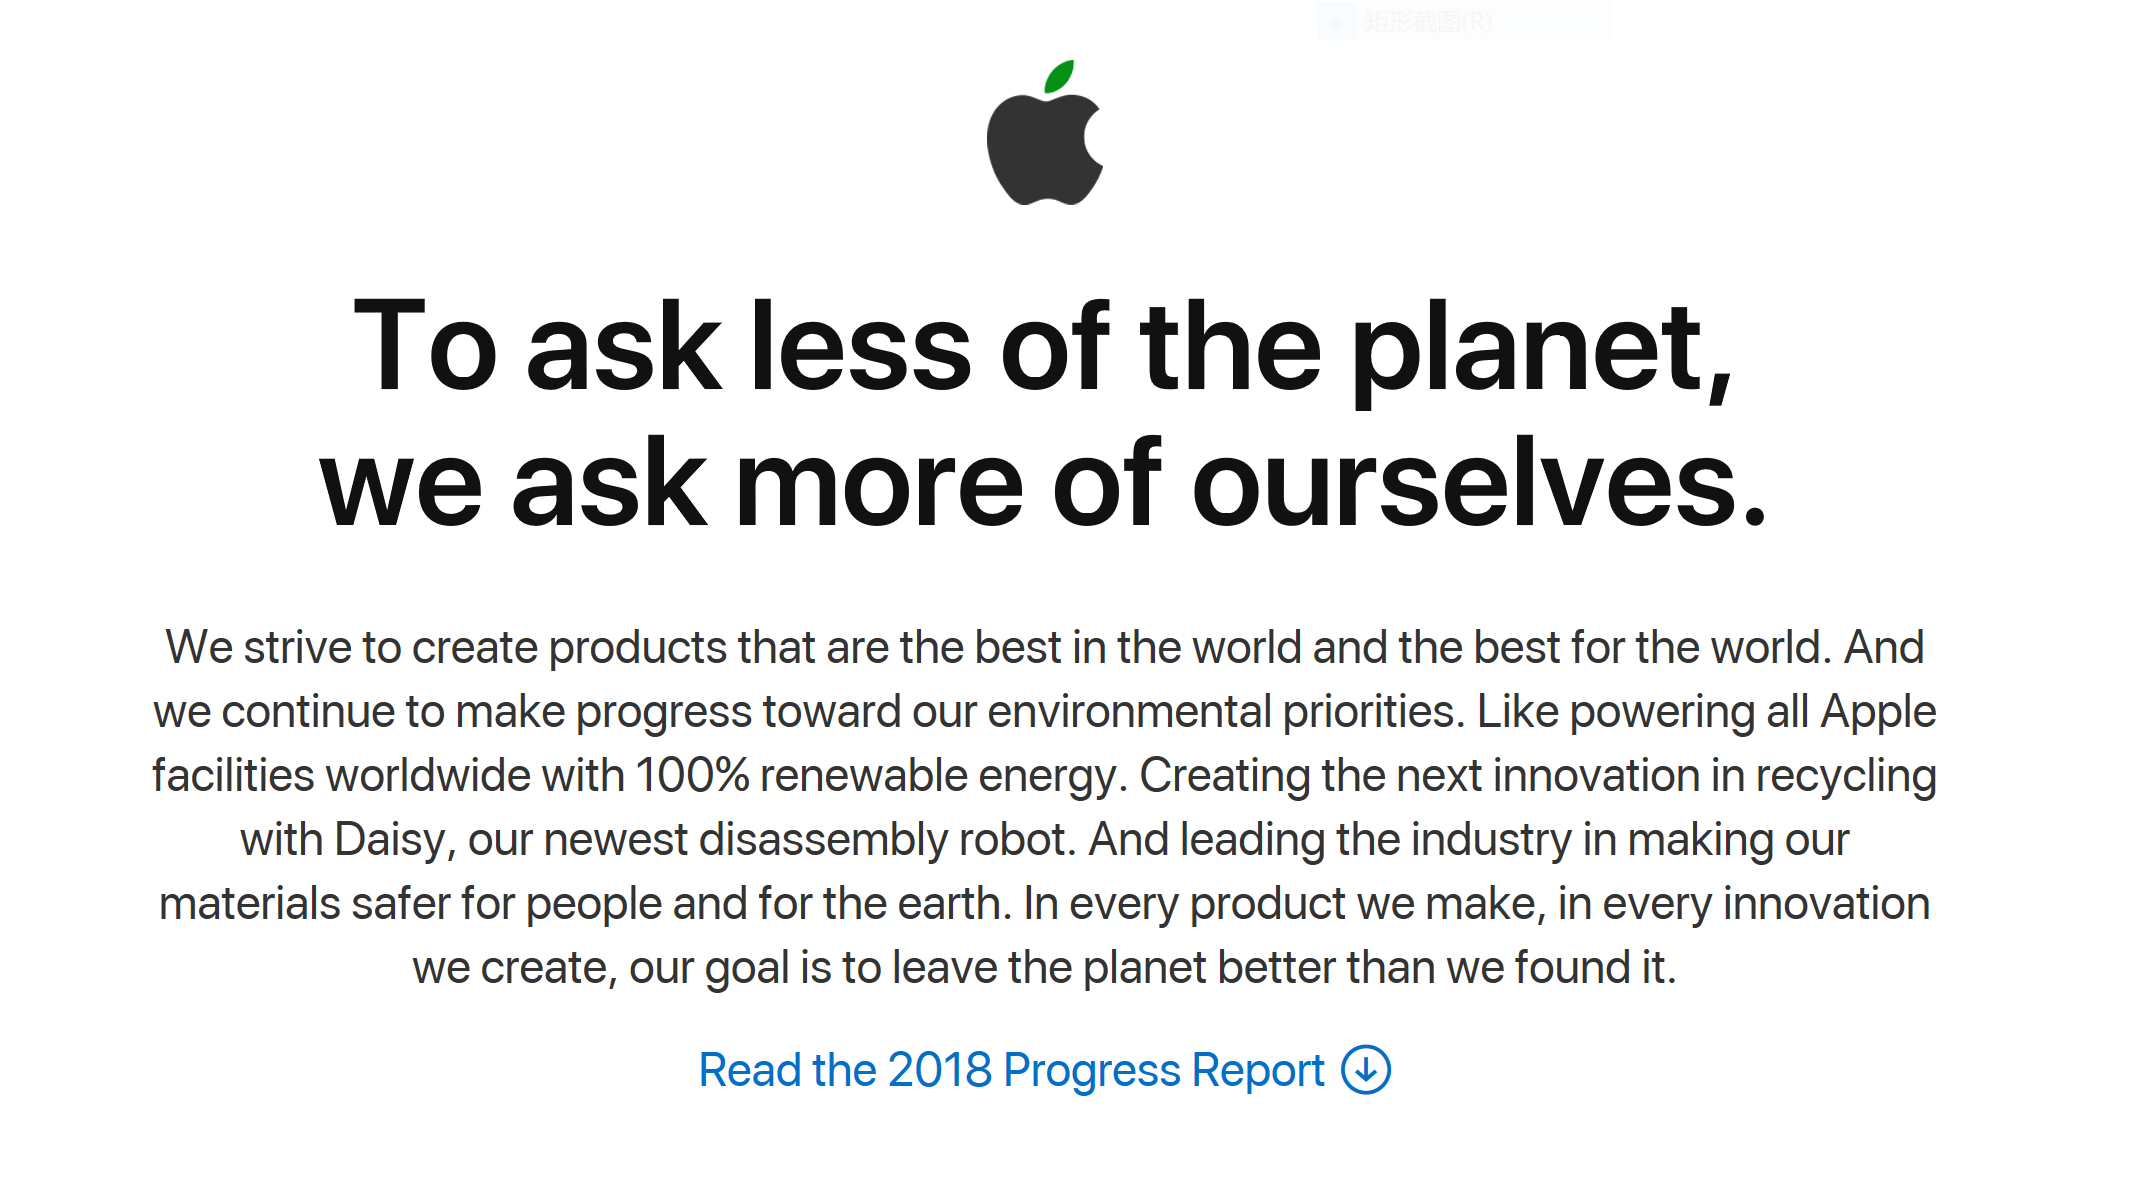 矩形截图(R)
To ask less of the planet,
we ask more of ourselves.
We strive to create products that are the best in the world and the best for the world. And
we continue to make progress toward our environmental priorities. Like powering all Apple
facilities worldwide with 100% renewable energy. Creating the next innovation in recycling
with Daisy, our newest disassembly robot. And leading the industry in making our
materials safer for people and for the earth. In every product we make, in every innovation
we create, our goal is to leave the planet better than we found it.
Read the 2018 Progress Report